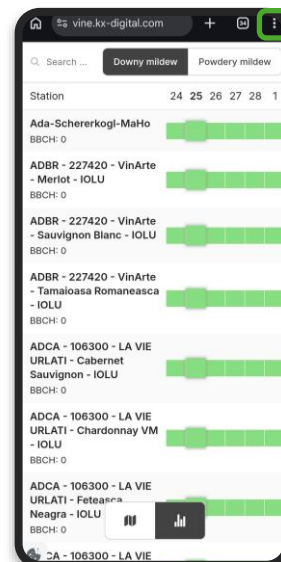 vine.kx-digital.com
34
Search ...
Downy mildew
Powdery mildew
Station 24 25 26 27 28 1
Ada-Schererkogl-MaHo
BBCH: 0
ADBR - 227420 - VinArte
- Merlot - IOLU
BBCH: 0
ADBR - 227420 - VinArte
- Sauvignon Blanc - IOLU
BBCH: 0
ADBR - 227420 - VinArte
- Tamaioasa Romaneasca
- IOLU
BBCH: 0
ADCA - 106300 - LA VIE
URLATI - Cabernet
Sauvignon - IOLU
BBCH: 0
ADCA - 106300 - LA VIE
URLATI - Chardonnay VM
- IOLU
BBCH: 0
ADCA - 106300 - LA VIE
URLATI - Feteasca
Neagra - IOLU
BBCH: 0
CA - 106300 - LA VIE